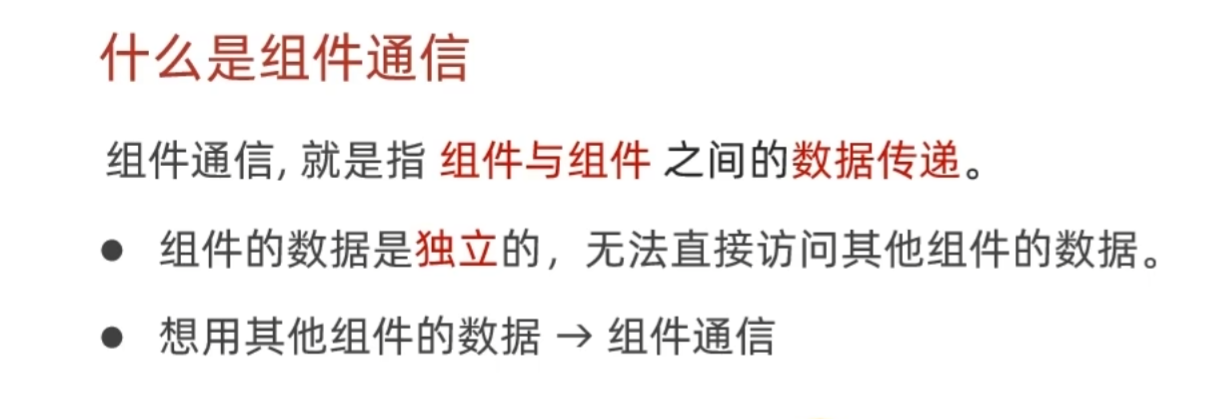 什么是组件通信
组件通信, 就是指 组件与组件 之间的数据传递。
● 组件的数据是独立的，无法直接访问其他组件的数据。
● 想用其他组件的数据 → 组件通信